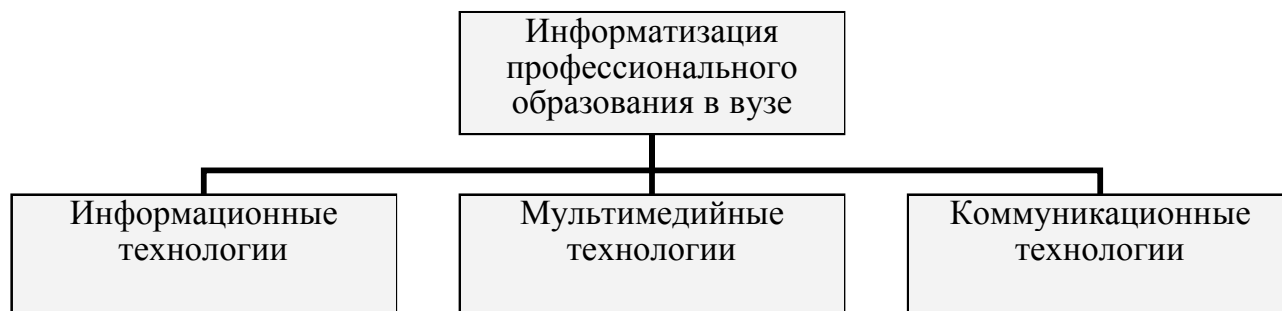 Информатизация
профессионального
образования в вузе
Информационные
технологии
Мультимедийные
технологии
Коммуникационные
технологии